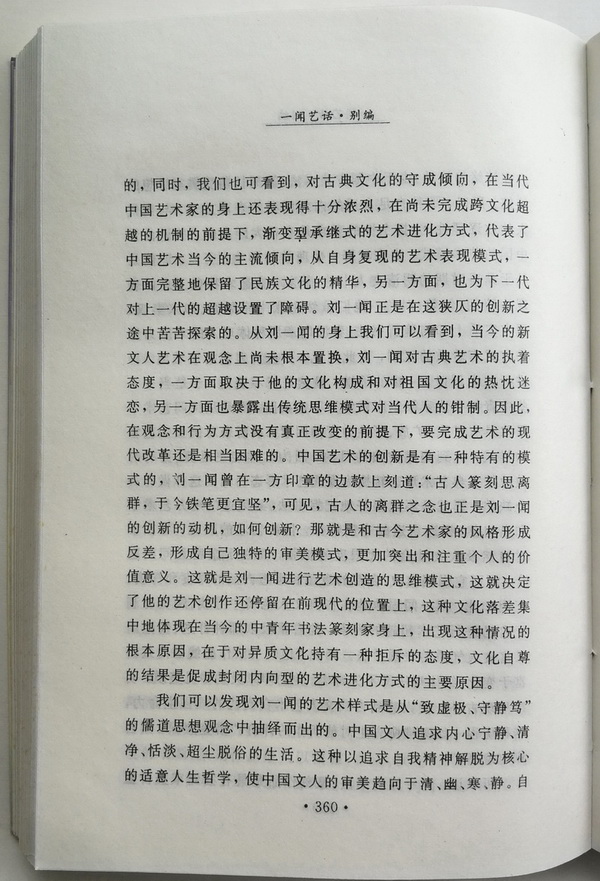 一闻艺话·别编
的，同时，我们也可看到，对古典文化的守成倾向，在当代
中国艺术家的身上还表现得十分浓烈，在尚未完成跨文化超
越的机制的前提下，渐变型承继式的艺术进化方式，代表了
中国艺术当今的主流倾向，从自身复现的艺术表现模式，一
方面完整地保留了民族文化的精华，另一方面，也为下一代
对上一代的超越设置了障碍。刘一闻正是在这狭仄的创新之
途中苦苦探索的。从刘一闻的身上我们可以看到，当今的新
文人艺术在观念上尚未根本置换，刘一闻对古典艺术的执着
态度，一方面取决于他的文化构成和对祖国文化的热忱迷
恋，另一方面也暴露出传统思维模式对当代人的钳制。因此，
在观念和行为方式没有真正改变的前提下，要完成艺术的现
代改革还是相当困难的。中国艺术的创新是有一种特有的模
式的，刘一闻曾在一方印章的边款上刻道：“古人篆刻思离
群，于今铁笔更宜坚”，可见，古人的离群之念也正是刘一闻
的创新的动机，如何创新？那就是和古今艺术家的风格形成
反差，形成自己独特的审美模式，更加突出和注重个人的价
值意义。这就是刘一闻进行艺术创造的思维模式，这就决定
了他的艺术创作还停留在前现代的位置上，这种文化落差集
中地体现在当今的中青年书法篆刻家身上，出现这种情况的
根本原因，在于对异质文化持有一种拒斥的态度，文化自尊
的结果是促成封闭内向型的艺术进化方式的主要原因。
我们可以发现刘一闻的艺术样式是从“致虚极、守静笃”
的儒道思想观念中抽绎而出的。中国文人追求内心宁静、清
净、恬淡、超尘脱俗的生活。这种以追求自我精神解脱为核心
的适意人生哲学，使中国文人的审美趋向于清、幽、寒、静。自
·360·